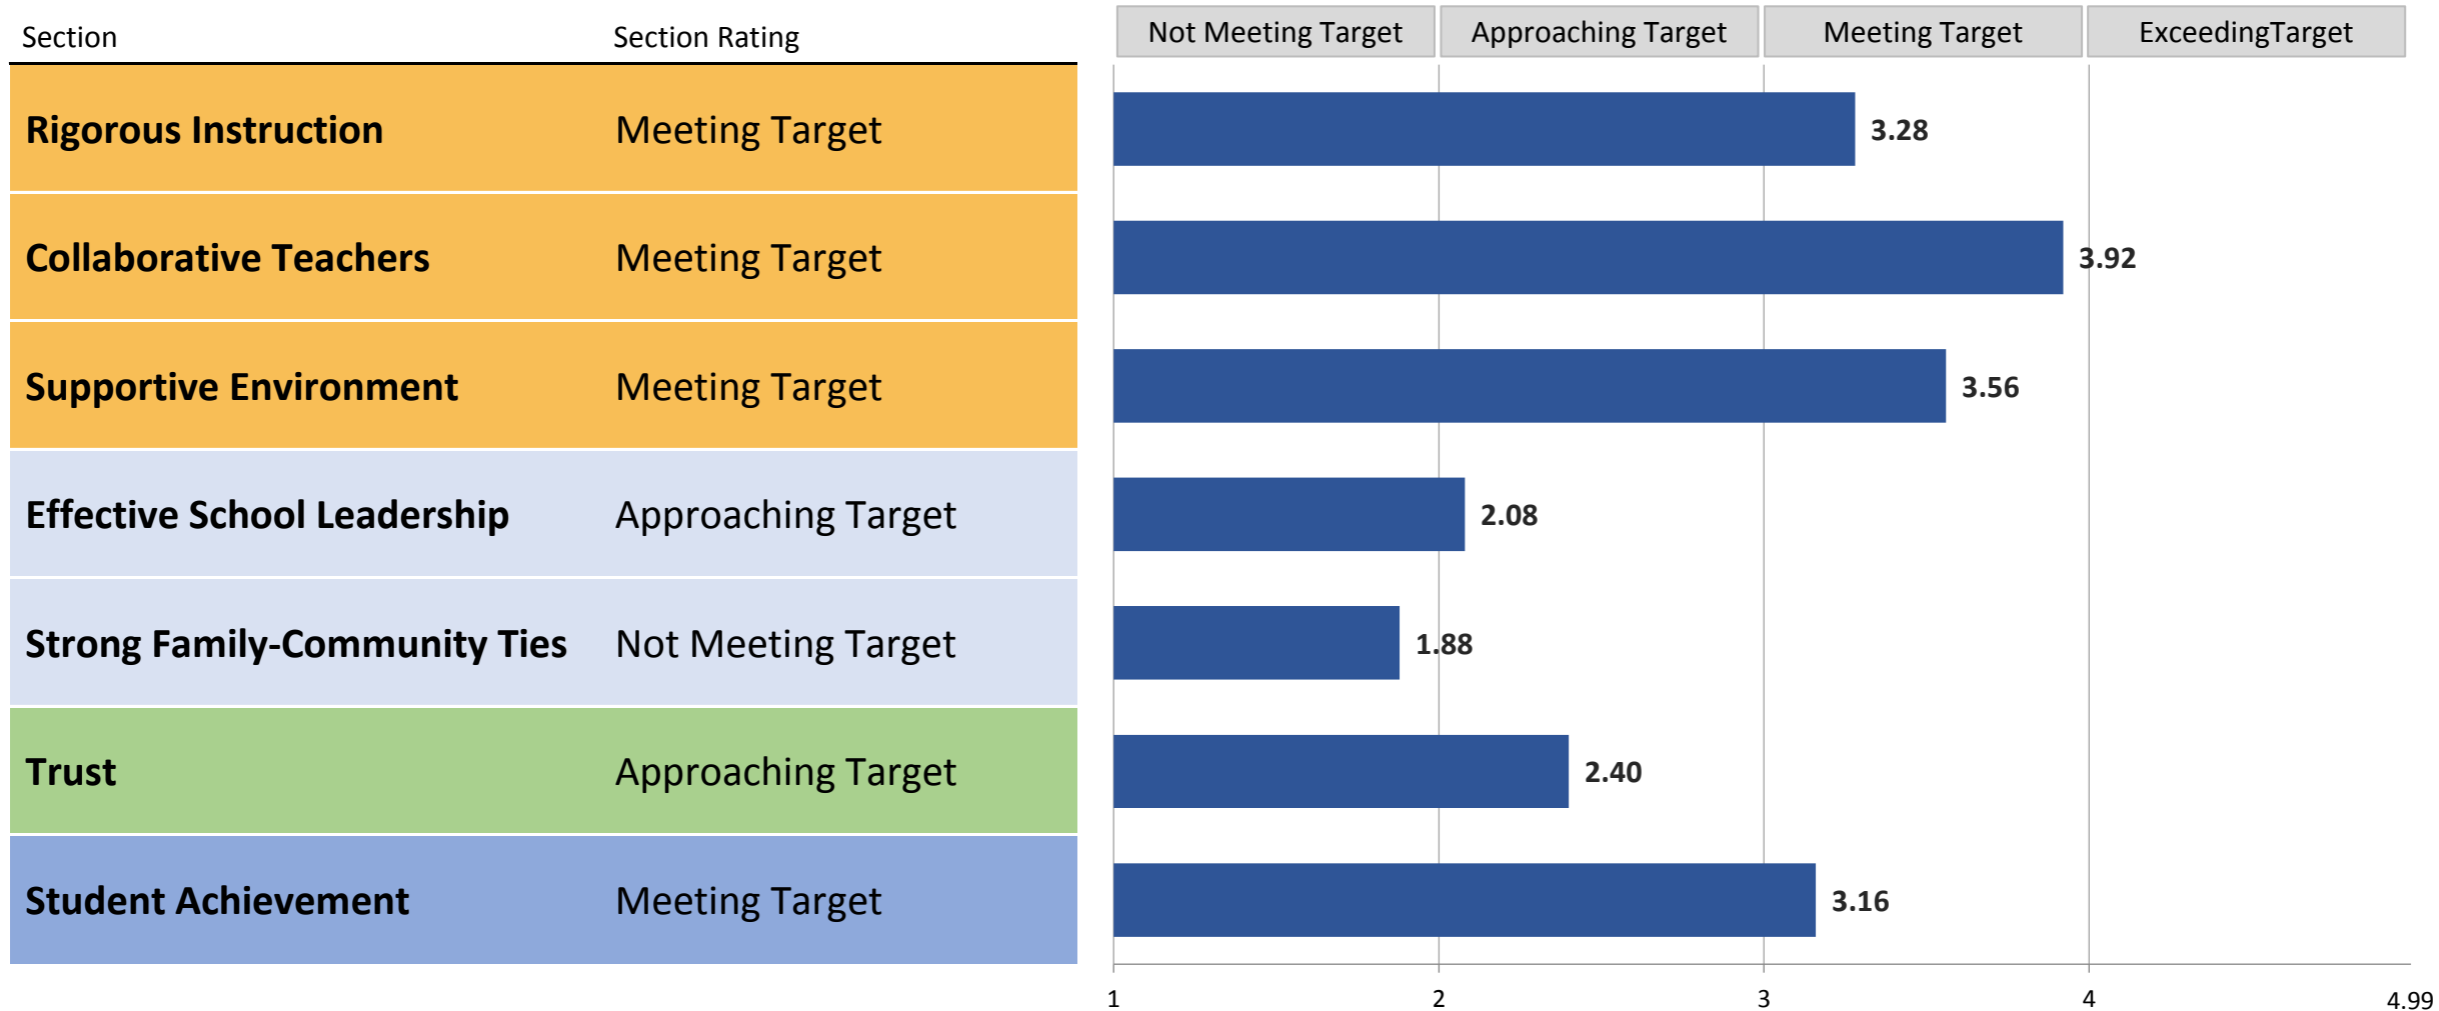 Section Section Rating Not Meeting Target Approaching Target Meeting Target ExceedingTarget
Rigorous Instruction Meeting Target 3.28
Collaborative Teachers Meeting Target 3.92
Supportive Environment Meeting Target 3.56
Effective School Leadership Approaching Target 2.08
Strong Family-Community Ties Not Meeting Target 1.88
Trust Approaching Target 2.40
Student Achievement Meeting Target 3.16
1 2 3 4 4.99